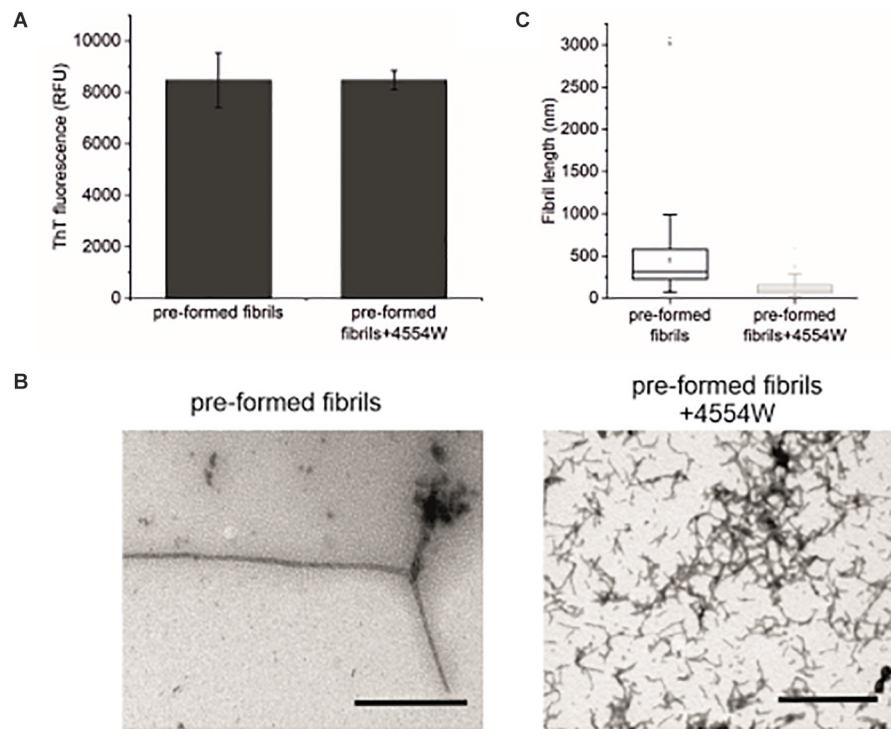 A
ThT fluorescence (RFU)
10000
8000
6000
4000
2000
0
pre-formed fibrils
pre-formed
fibrils+4554W
C
Fibril length (nm)
3000
2500
2000
1500
1000
500
0
pre-formed
fibrils
pre-formed
fibrils+4554W
B
pre-formed fibrils
pre-formed fibrils
+4554W